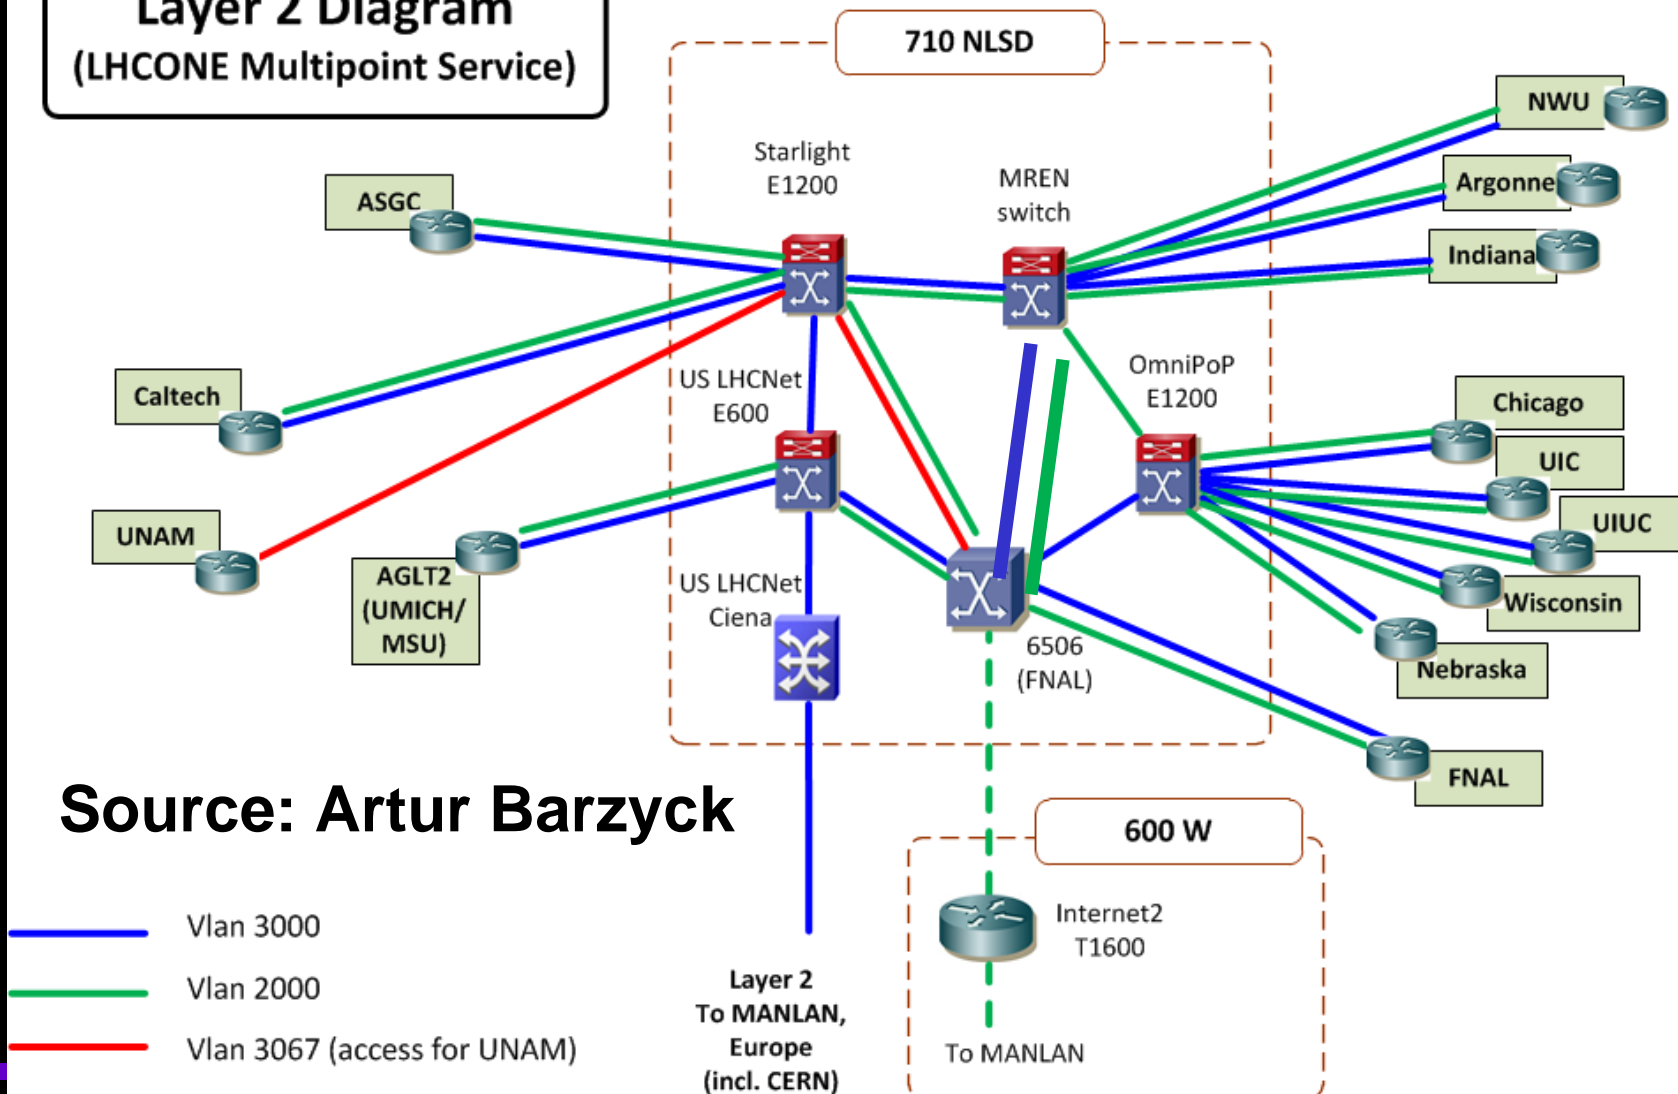 Layer 2 Diagram
(LHCONE Multipoint Service)
710 NLSD
Starlight
E1200
MREN
switch
NWU
Argonne
Indiana
ASGC
Caltech
US LHCNet
E600
OmniPoP
E1200
Chicago
UIC
UIUC
Wisconsin
Nebraska
UNAM
AGLT2
(UMICH/
MSU)
US LHCNet
Ciena
6506
(FNAL)
FNAL
Source: Artur Barzyck
600 W
Internet2
T1600
To MANLAN
Vlan 3000
Vlan 2000
Vlan 3067 (access for UNAM)
Layer 2
To MANLAN,
Europe
(incl. CERN)